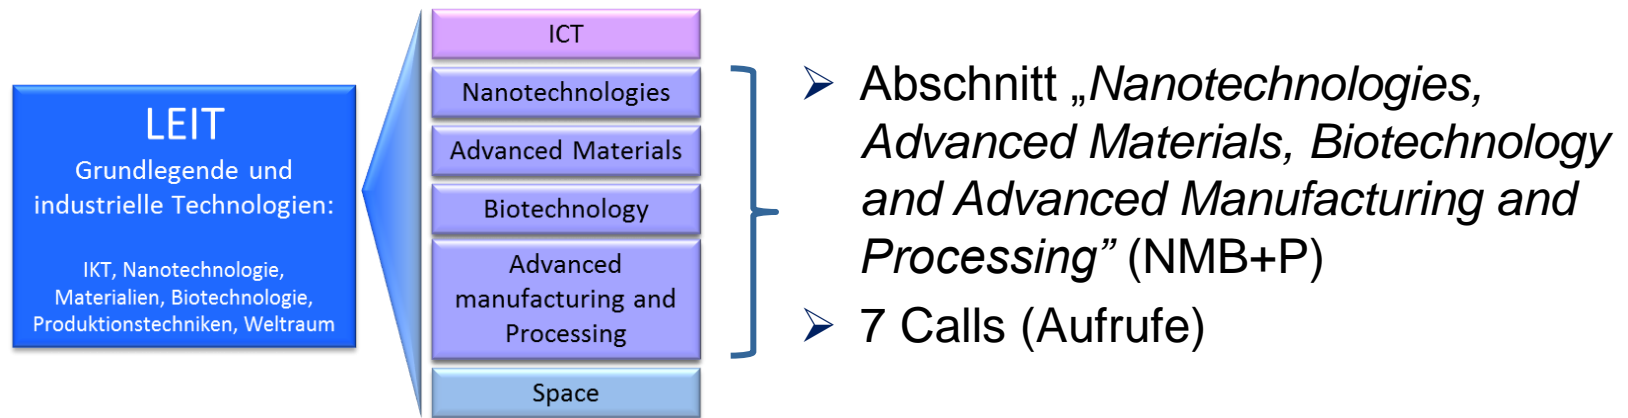 LEIT
Grundlegende und
industrielle Technologien:
IKT, Nanotechnologie,
Materialien, Biotechnologie,
Produktionstechniken, Weltraum
ICT
Nanotechnologies
Advanced Materials
Biotechnology
Advanced
manufacturing and
Processing
Space
➢ Abschnitt „Nanotechnologies,
Advanced Materials, Biotechnology
and Advanced Manufacturing and
Processing” (NMB+P)
➢ 7 Calls (Aufrufe)